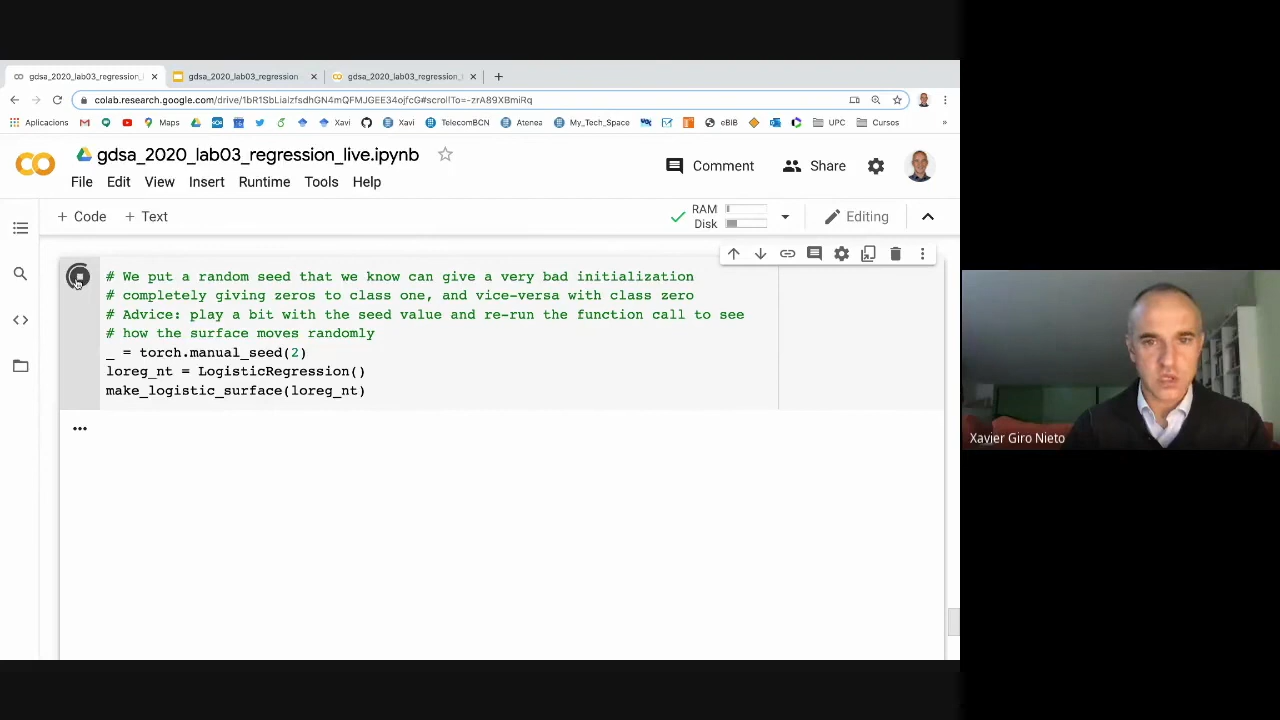 gdsa_2020_lab03_regression_l
gdsa_2020_lab03_regression
gdsa_2020_lab03_regression_
colab.research.google.com/drive/1bR1SbLiaIzfsdhGN4mQFMJGEE34ojfcG#scrollTo=-zrA89XBmiRq
Aplicaciones
Maps
Xavi
Xavi
TelecomBCN
Atenea
My_Tech_Space
eBIB
UPC
Cursos
»
gdsa_2020_lab03_regression_live.ipynb
Comment
Share
File Edit View Insert Runtime Tools Help
+ Code + Text
RAM
Disk
Editing
# We put a random seed that we know can give a very bad initialization
# completely giving zeros to class one, and vice-versa with class zero
# Advice: play a bit with the seed value and re-run the function call to see
# how the surface moves randomly
_ = torch.manual_seed(2)
loreg_nt = LogisticRegression()
make_logistic_surface(loreg_nt)
Xavier Giro Nieto